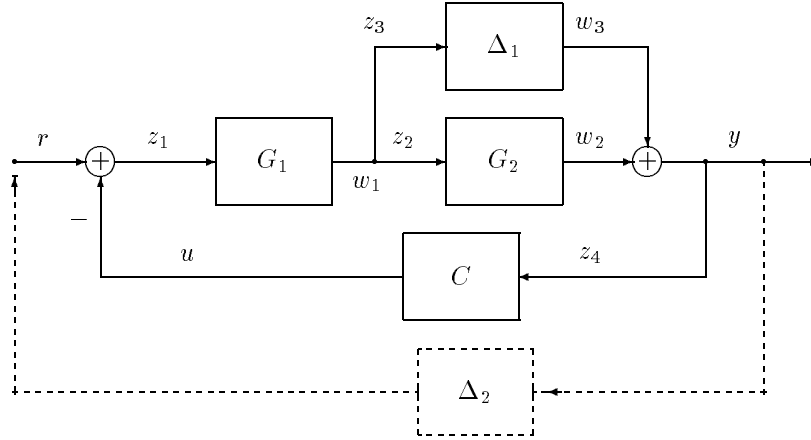 z₃ Δ₁ w₃
r + z₁ G₁ w₁ z₂ G₂ w₂ + y
− u C z₄
Δ₂